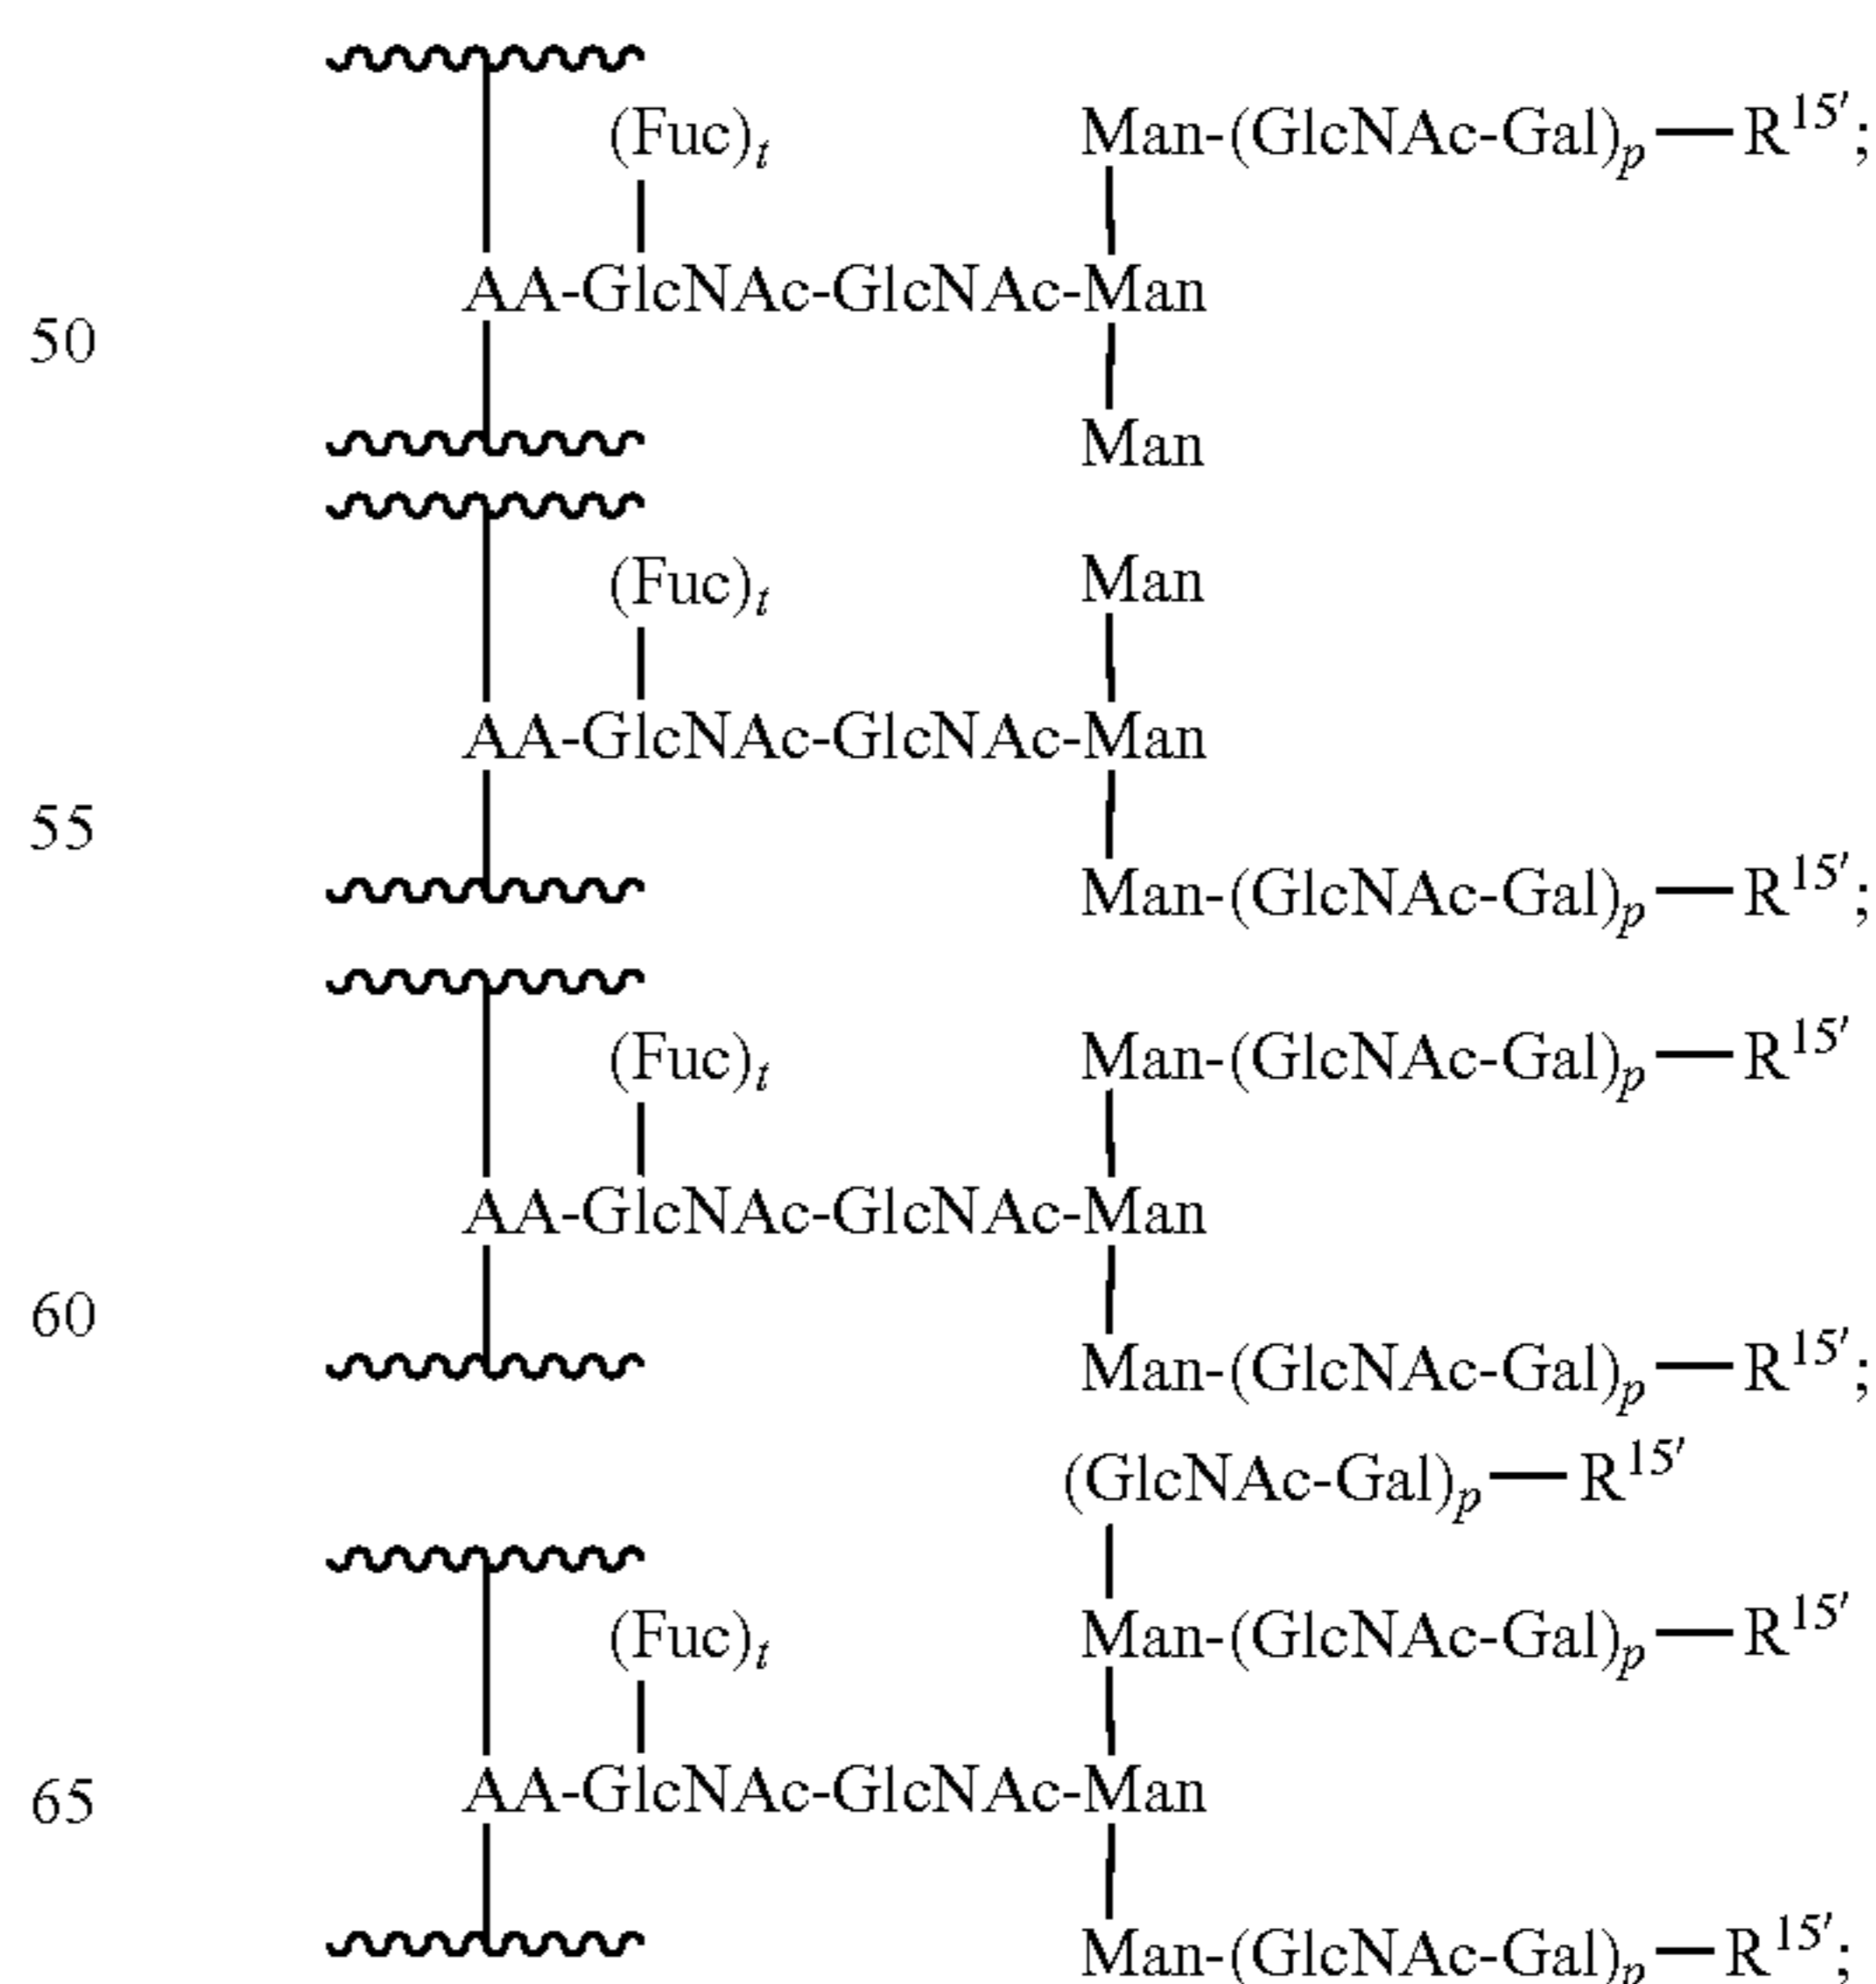 (Fuc)t Man-(GlcNAc-Gal)p—R15′;
AA-GlcNAc-GlcNAc-Man
50
Man
(Fuc)t Man
AA-GlcNAc-GlcNAc-Man
55
Man-(GlcNAc-Gal)p—R15′;
(Fuc)t Man-(GlcNAc-Gal)p—R15′
AA-GlcNAc-GlcNAc-Man
60
Man-(GlcNAc-Gal)p—R15′;
(GlcNAc-Gal)p—R15′
(Fuc)t Man-(GlcNAc-Gal)p—R15′
65 AA-GlcNAc-GlcNAc-Man
Man-(GlcNAc-Gal)p—R15′;